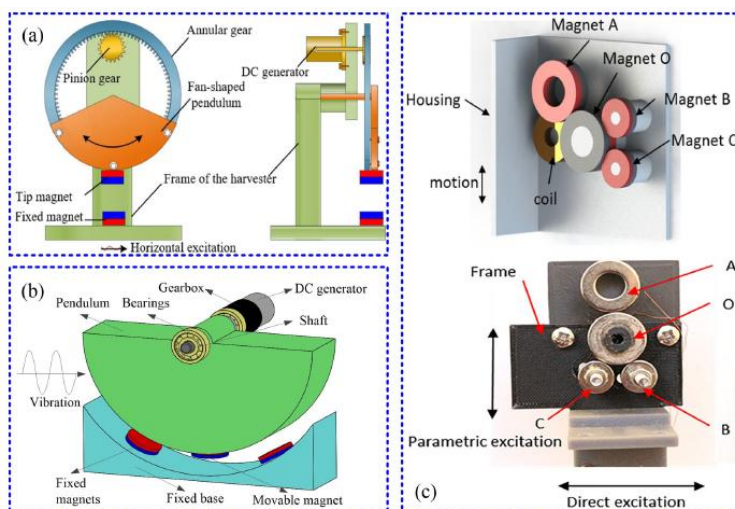 (a)
Annular gear
Pinion gear
Fan-shaped
pendulum
DC generator
Tip magnet
Fixed magnet
Frame of the harvester
Horizontal excitation
(b)
Gearbox
DC generator
Pendulum
Bearings
Shaft
Vibration
Fixed
magnets
Fixed base
Movable magnet
Magnet A
Magnet O
Housing
Magnet B
Magnet C
motion
coil
Frame
A
O
C
B
Parametric excitation
(c)
Direct excitation